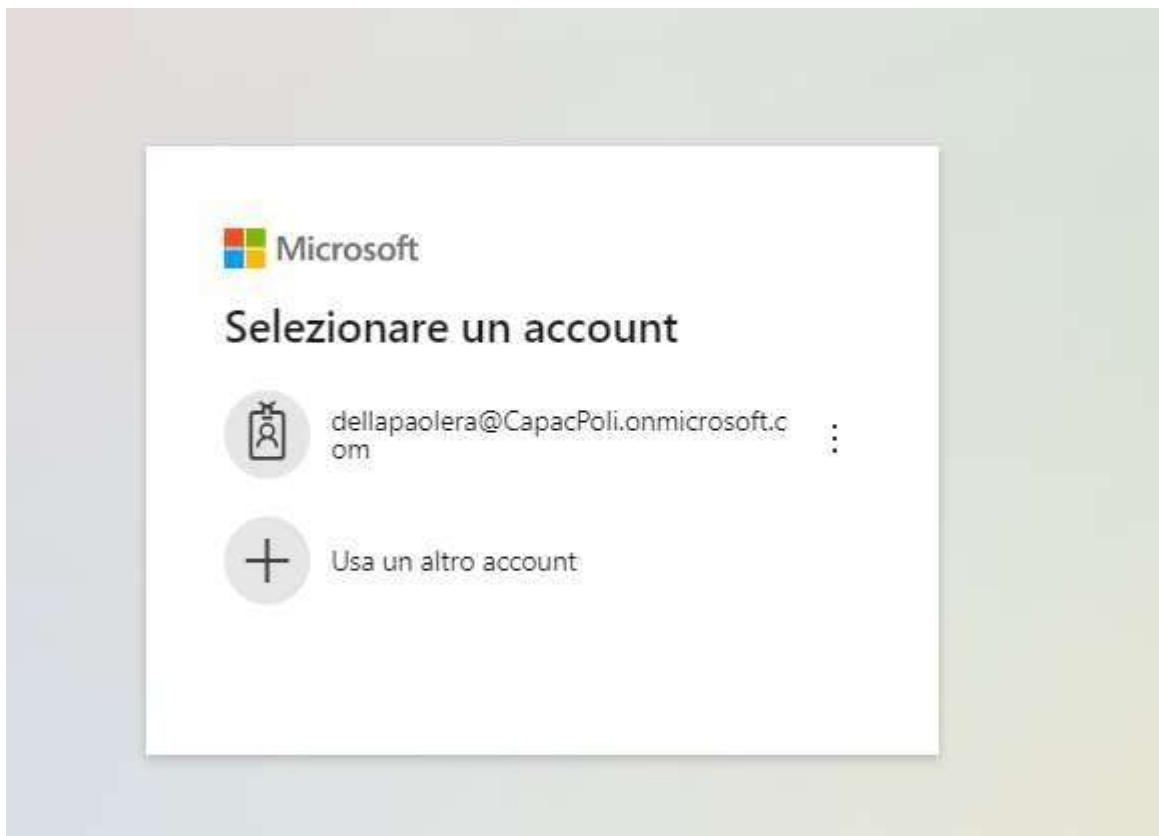 Microsoft
Selezionare un account
dellapaolera@CapacPoli.onmicrosoft.c
om
Usa un altro account